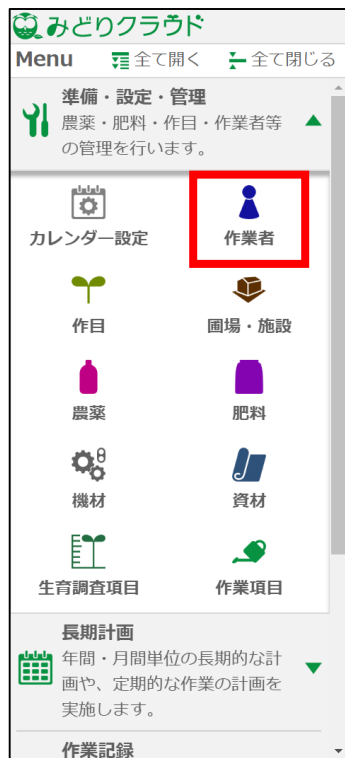 みどりクラウド
Menu 全て開く 全て閉じる
準備・設定・管理
農薬・肥料・作目・作業者等
の管理を行います。
カレンダー設定 作業者
作目 圃場・施設
農薬 肥料
機材 資材
生育調査項目 作業項目
長期計画
年間・月間単位の長期的な計
画や、定期的な作業の計画を
実施します。
作業記録